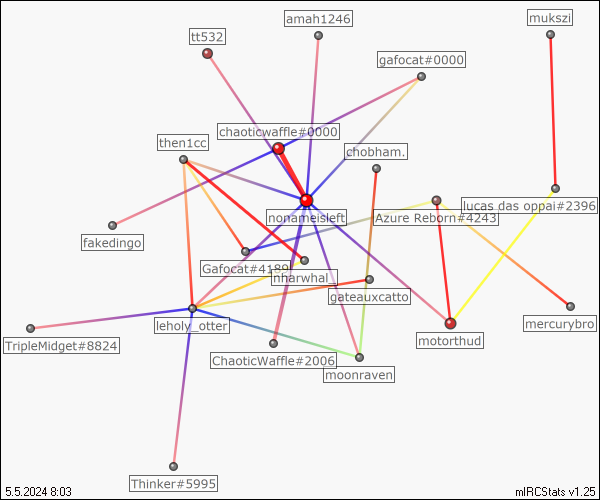 amah1246
mukszi
tt532
gafocat#0000
chaoticwaffle#0000
then1cc
chobham.
lucas das oppai#2396
nonameisleft
Azure Reborn#4243
fakedingo
Gafocat#4189
nharwhal_
gateauxcatto
leholy_otter
mercurybro
TripleMidget#8824
motorthud
ChaoticWaffle#2006
moonraven
Thinker#5995
5.5.2024 8:03
mIRCStats v1.25